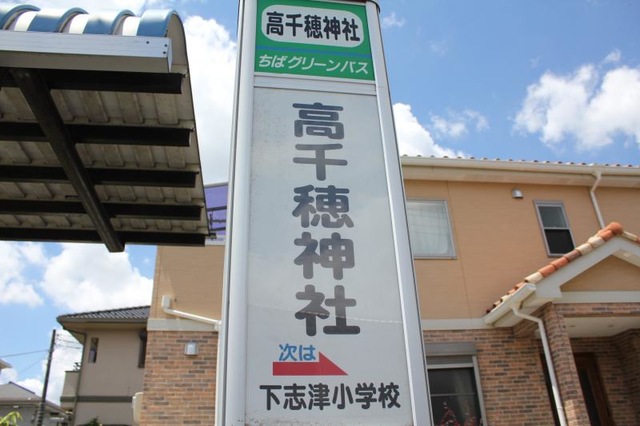 高千穂神社
ちばグリーンバス
高千穂神社
次は
下志津小学校